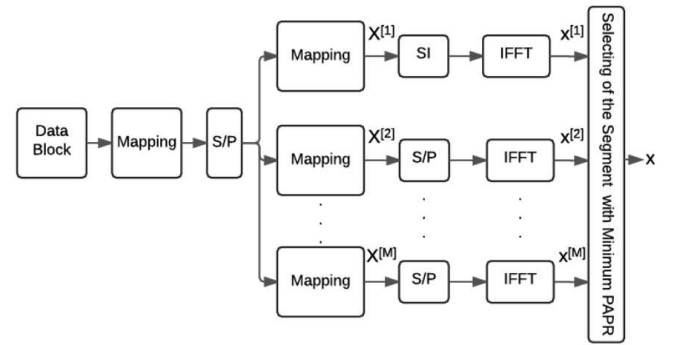 Data
Block
Mapping
S/P
Mapping
X[1]
SI
IFFT
x[1]
Mapping
X[2]
S/P
IFFT
x[2]
Mapping
X[M]
S/P
IFFT
x[M]
Selecting of the Segment with Minimum PAPR
x